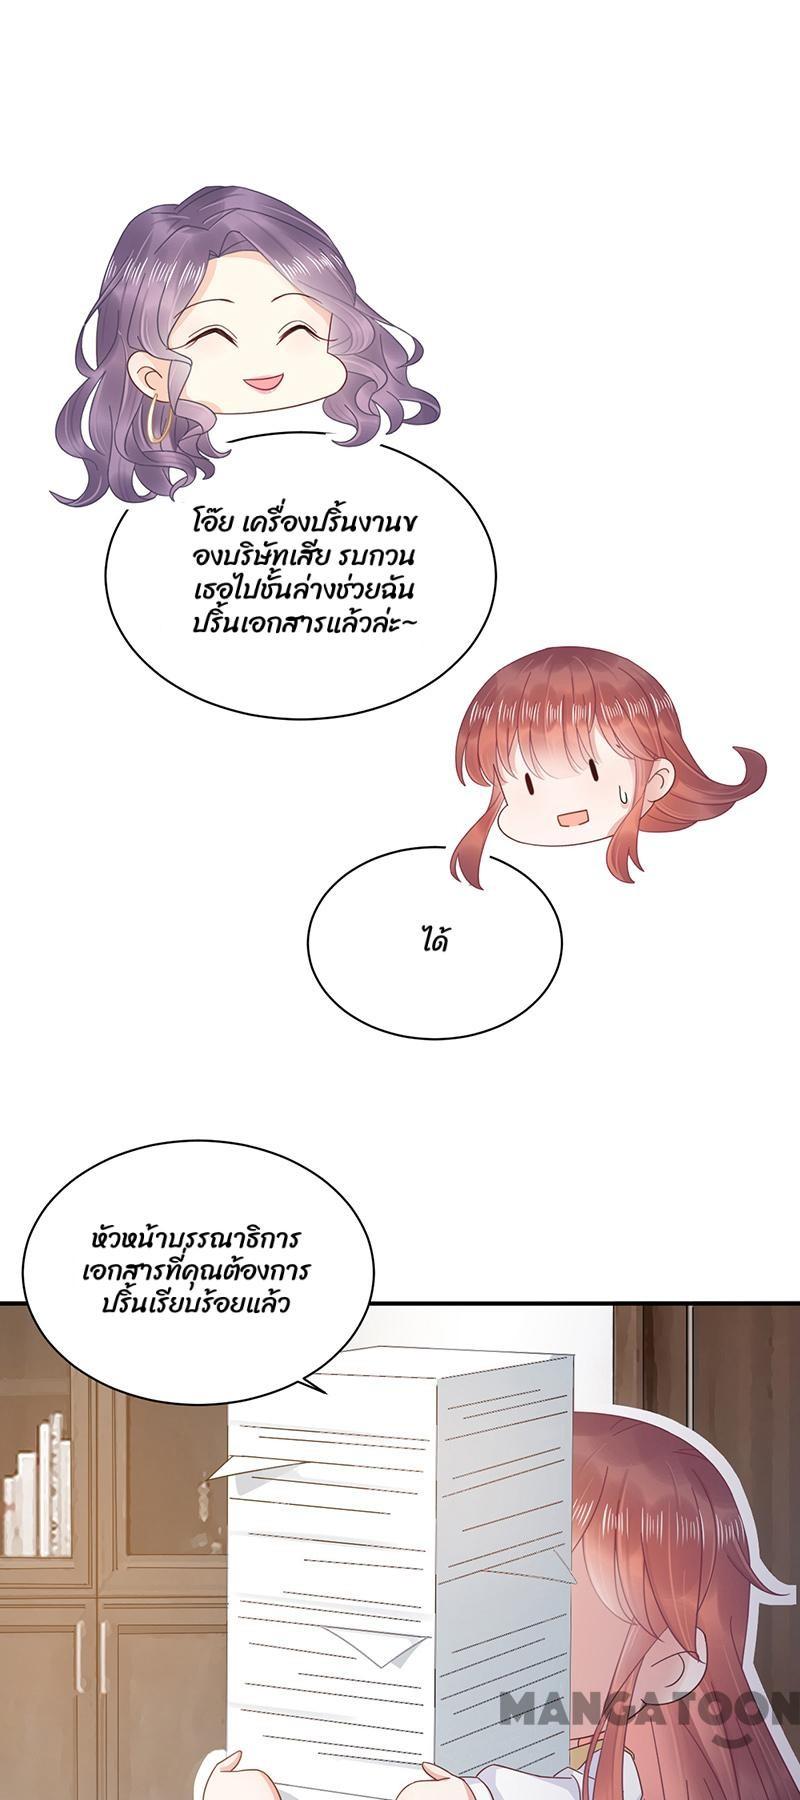 โอ๊ย เครื่องปริ้นงานข
องบริษัทเสีย รบกวน
เธอไปชั้นล่างช่วยฉัน
ปริ้นเอกสารแล้วล่ะ~
ได้
หัวหน้าบรรณาธิการ
เอกสารที่คุณต้องการ
ปริ้นเรียบร้อยแล้ว
MANGATOON